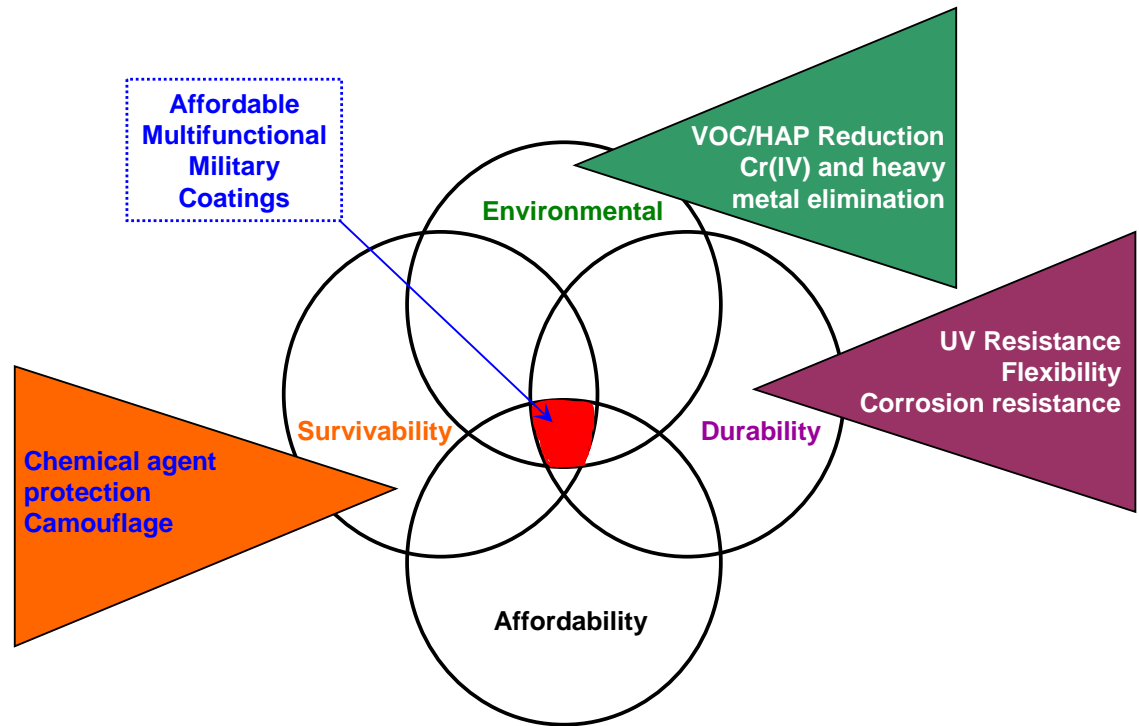 Affordable
Multifunctional
Military
Coatings
VOC/HAP Reduction
Cr(IV) and heavy
metal elimination
Environmental
UV Resistance
Flexibility
Corrosion resistance
Survivability
Durability
Chemical agent
protection
Camouflage
Affordability